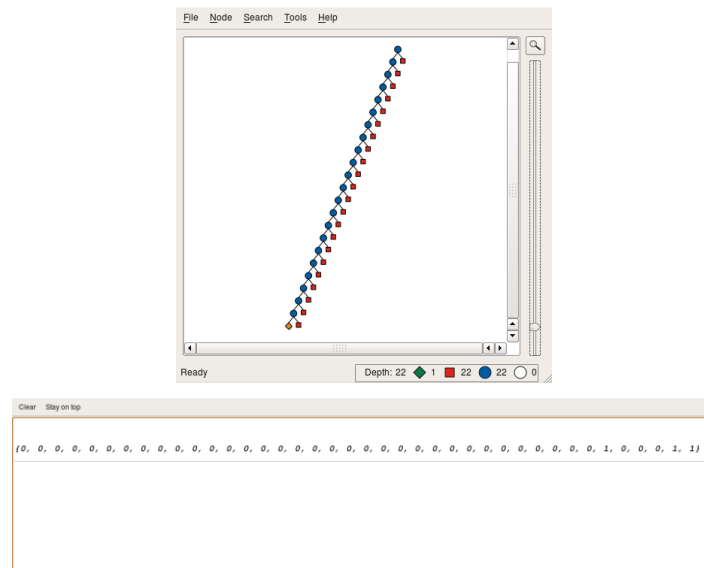 File Node Search Tools Help
Ready
Depth: 22 1 22 22 0
Clear Stay on top
{0, 0, 0, 0, 0, 0, 0, 0, 0, 0, 0, 0, 0, 0, 0, 0, 0, 0, 0, 0, 0, 0, 0, 0, 0, 0, 0, 0, 0, 0, 0, 0, 0, 0, 1, 0, 0, 0, 1, 1}